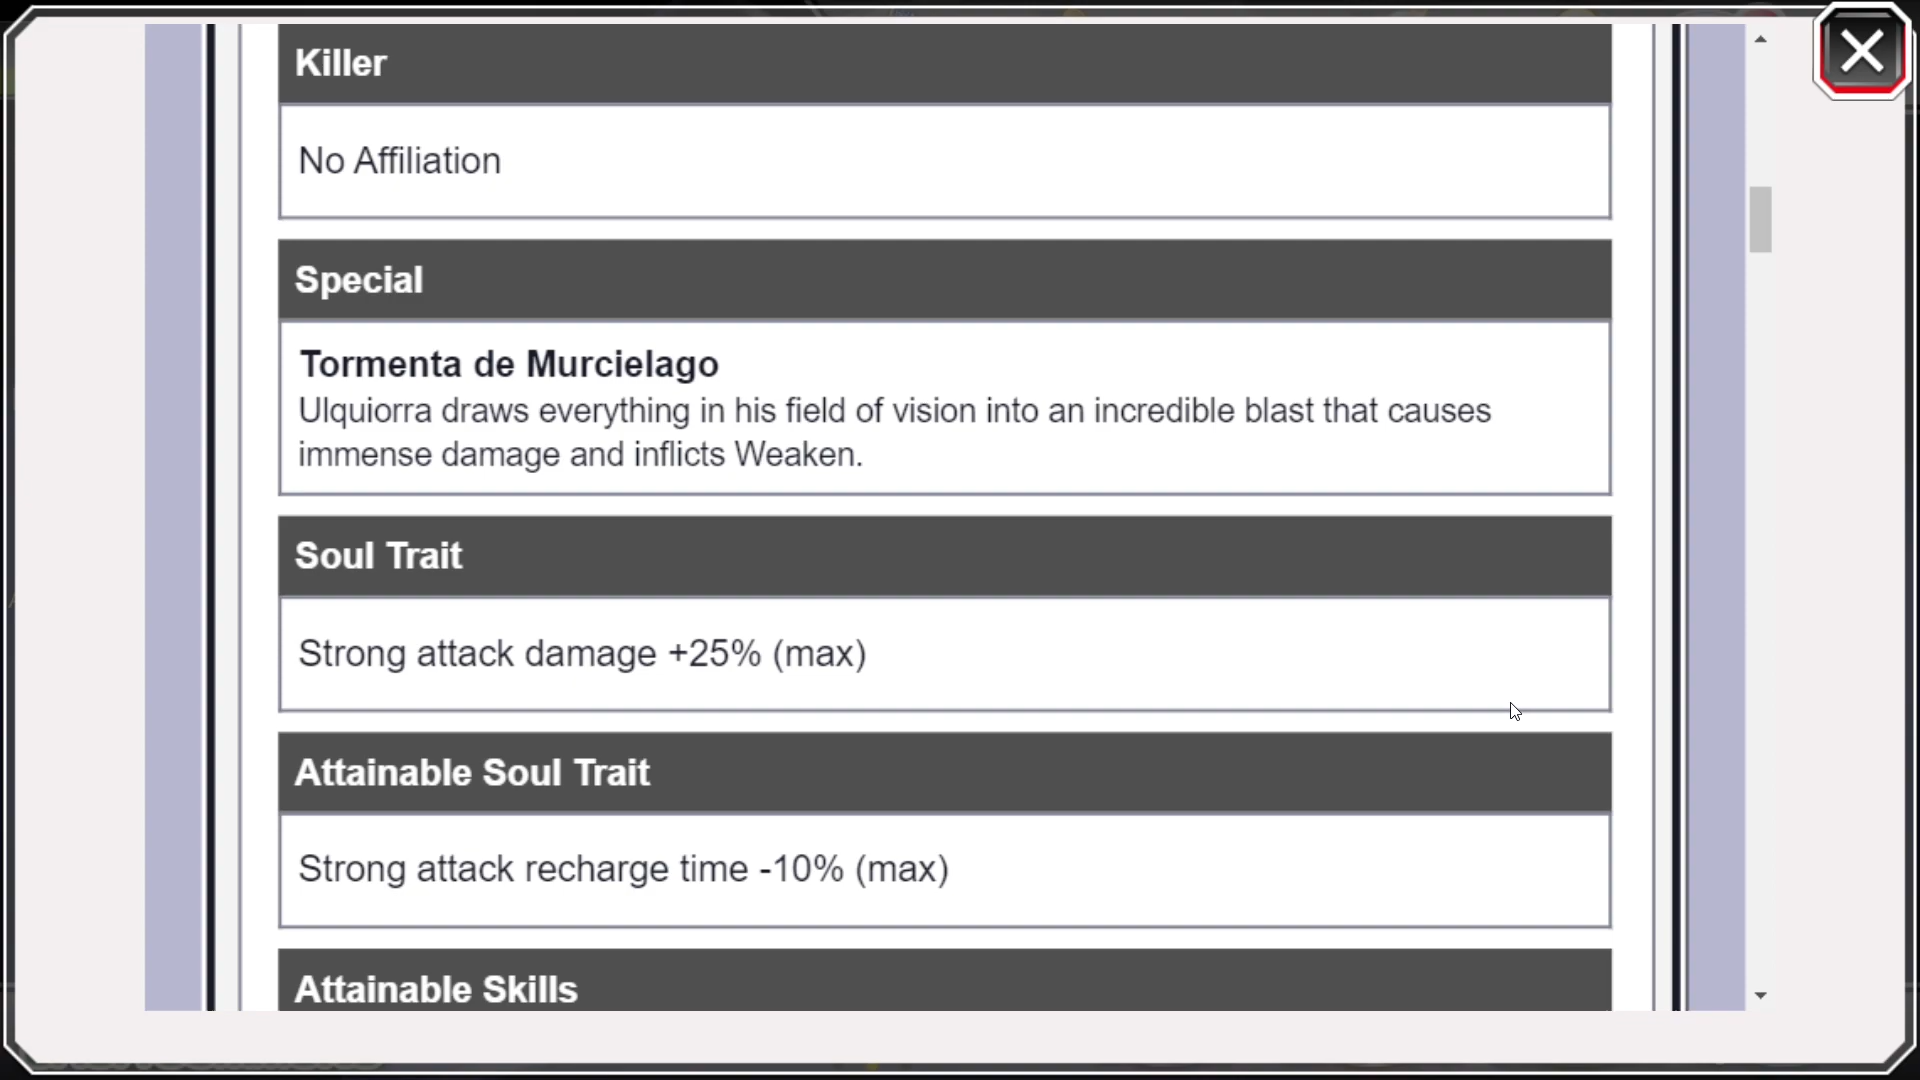 Killer
No Affiliation
Special
Tormenta de Murcielago
Ulquiorra draws everything in his field of vision into an incredible blast that causes
immense damage and inflicts Weaken.
Soul Trait
Strong attack damage +25% (max)
Attainable Soul Trait
Strong attack recharge time -10% (max)
Attainable Skills